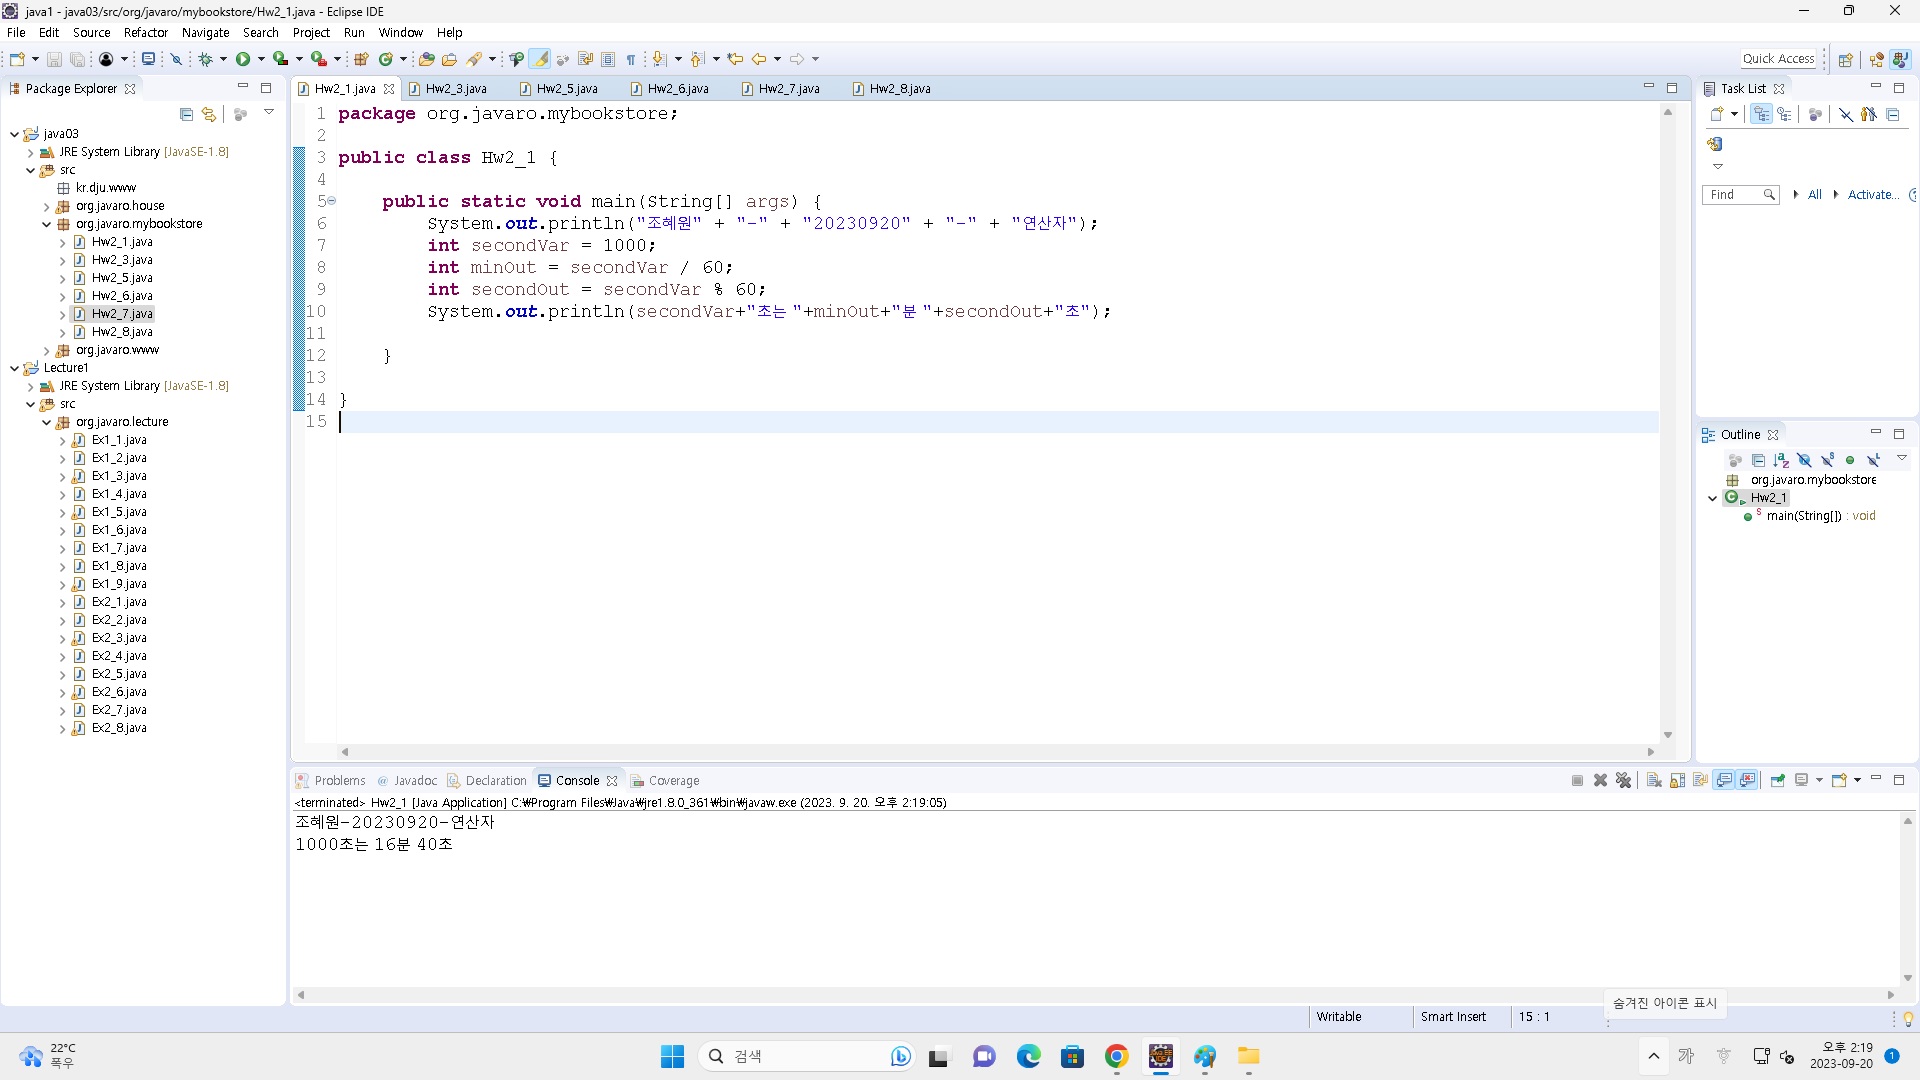 java1 - java03/src/org/javaro/mybookstore/Hw2_1.java - Eclipse IDE
File Edit Source Refactor Navigate Search Project Run Window Help
Quick Access
Package Explorer
java03
JRE System Library [JavaSE-1.8]
src
kr.dju.www
org.javaro.house
org.javaro.mybookstore
Hw2_1.java
Hw2_3.java
Hw2_5.java
Hw2_6.java
Hw2_7.java
Hw2_8.java
org.javaro.www
Lecture1
JRE System Library [JavaSE-1.8]
src
org.javaro.lecture
Ex1_1.java
Ex1_2.java
Ex1_3.java
Ex1_4.java
Ex1_5.java
Ex1_6.java
Ex1_7.java
Ex1_8.java
Ex1_9.java
Ex2_1.java
Ex2_2.java
Ex2_3.java
Ex2_4.java
Ex2_5.java
Ex2_6.java
Ex2_7.java
Ex2_8.java
Hw2_1.java Hw2_3.java Hw2_5.java Hw2_6.java Hw2_7.java Hw2_8.java
1 package org.javaro.mybookstore;
2
3 public class Hw2_1 {
4
5 public static void main(String[] args) {
6 System.out.println("조혜원" + "-" + "20230920" + "-" + "연산자");
7 int secondVar = 1000;
8 int minOut = secondVar / 60;
9 int secondOut = secondVar % 60;
10 System.out.println(secondVar+"초는 "+minOut+"분 "+secondOut+"초");
11
12 }
13
14 }
15
Task List
Find All Activate...
Outline
org.javaro.mybookstore
Hw2_1
main(String[]) : void
Problems Javadoc Declaration Console Coverage
<terminated> Hw2_1 [Java Application] C:₩Program Files₩Java₩jre1.8.0_361₩bin₩javaw.exe (2023. 9. 20. 오후 2:19:05)
조혜원-20230920-연산자
1000초는 16분 40초
숨겨진 아이콘 표시
Writable Smart Insert 15 : 1
22°C
폭우
검색
가
오후 2:19
2023-09-20
1